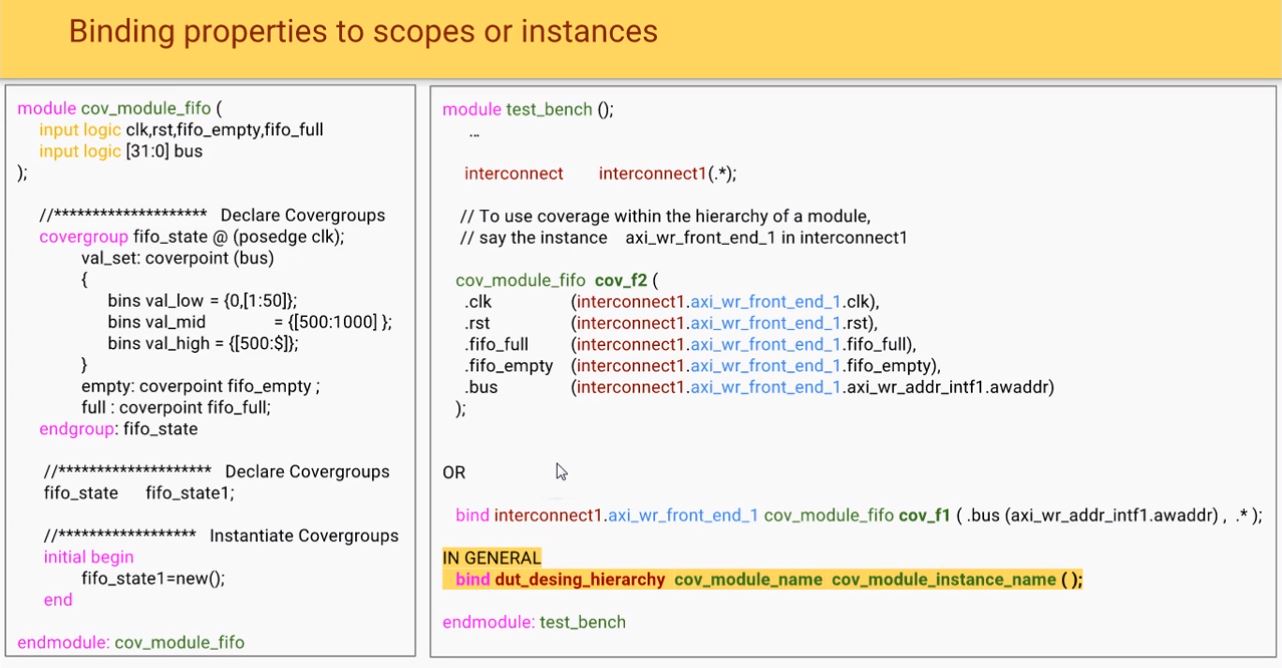 Binding properties to scopes or instances
module cov_module_fifo (
input logic clk,rst,fifo_empty,fifo_full
input logic [31:0] bus
);
//******************** Declare Covergroups
covergroup fifo_state @ (posedge clk);
val_set: coverpoint (bus)
{
bins val_low = {0,[1:50]};
bins val_mid = {[500:1000] };
bins val_high = {[500:$]};
}
empty: coverpoint fifo_empty ;
full : coverpoint fifo_full;
endgroup: fifo_state
//******************** Declare Covergroups
fifo_state fifo_state1;
//****************** Instantiate Covergroups
initial begin
fifo_state1=new();
end
endmodule: cov_module_fifo
module test_bench ();
...
interconnect interconnect1(.*);
// To use coverage within the hierarchy of a module,
// say the instance axi_wr_front_end_1 in interconnect1
cov_module_fifo cov_f2 (
.clk (interconnect1.axi_wr_front_end_1.clk),
.rst (interconnect1.axi_wr_front_end_1.rst),
.fifo_full (interconnect1.axi_wr_front_end_1.fifo_full),
.fifo_empty (interconnect1.axi_wr_front_end_1.fifo_empty),
.bus (interconnect1.axi_wr_front_end_1.axi_wr_addr_intf1.awaddr)
);
OR
bind interconnect1.axi_wr_front_end_1 cov_module_fifo cov_f1 ( .bus (axi_wr_addr_intf1.awaddr) , .* );
IN GENERAL
bind dut_desing_hierarchy cov_module_name cov_module_instance_name ( );
endmodule: test_bench